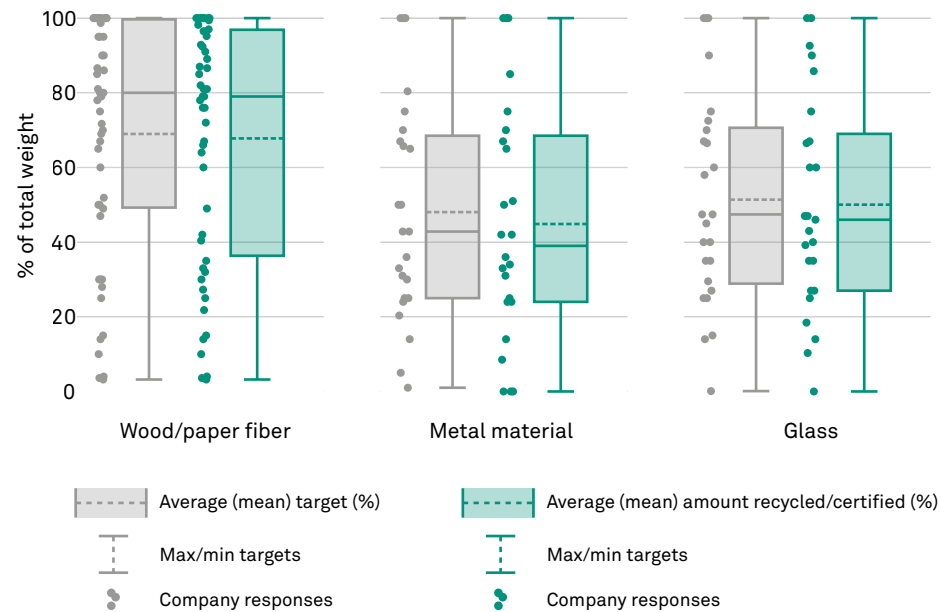 100
80
60
40
20
0
% of total weight
Wood/paper fiber
Metal material
Glass
Average (mean) target (%)
Average (mean) amount recycled/certified (%)
Max/min targets
Max/min targets
Company responses
Company responses